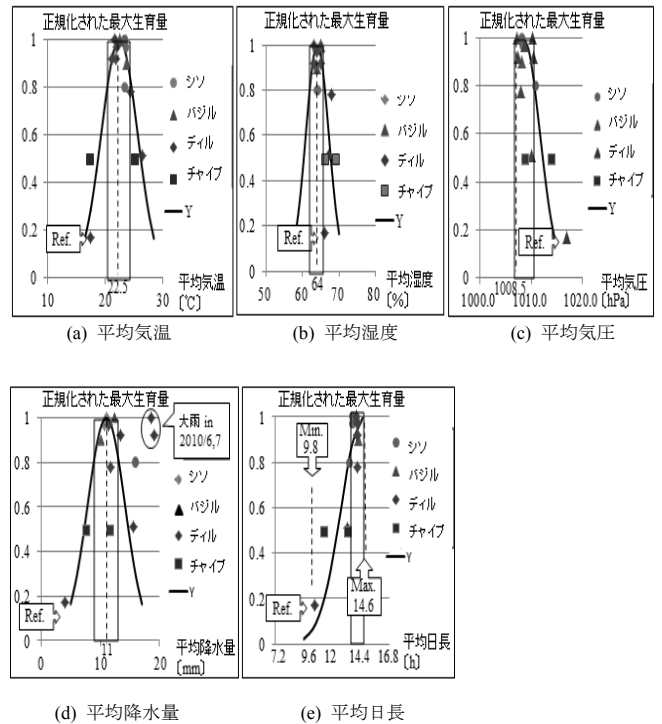 正規化された最大生育量
1
0.8
0.6
0.4
0.2
0
シソ
バジル
ディル
チャイブ
Y
Ref.
22.5
10
20
30
平均気温
[℃]
(a) 平均気温
正規化された最大生育量
1
0.8
0.6
0.4
0.2
0
シソ
バジル
ディル
チャイブ
Y
Ref.
64
50
60
70
80
平均湿度
(%)
(b) 平均湿度
正規化された最大生育量
1
0.8
0.6
0.4
0.2
0
シソ
バジル
ディル
チャイブ
Y
Ref.
1008.5
1000.0
1010.0
1020.0
平均気圧
[hPa]
(c) 平均気圧
正規化された最大生育量
1
0.8
0.6
0.4
0.2
0
大雨 in
2010/6,7
シソ
バジル
ディル
チャイブ
Y
Ref.
11
0
10
20
平均降水量
[mm]
(d) 平均降水量
正規化された最大生育量
1
0.8
0.6
0.4
0.2
0
Min.
9.8
シソ
バジル
ディル
チャイブ
Y
Ref.
Max.
14.6
7.2
9.6
12
14.4
16.8
平均日長
[h]
(e) 平均日長